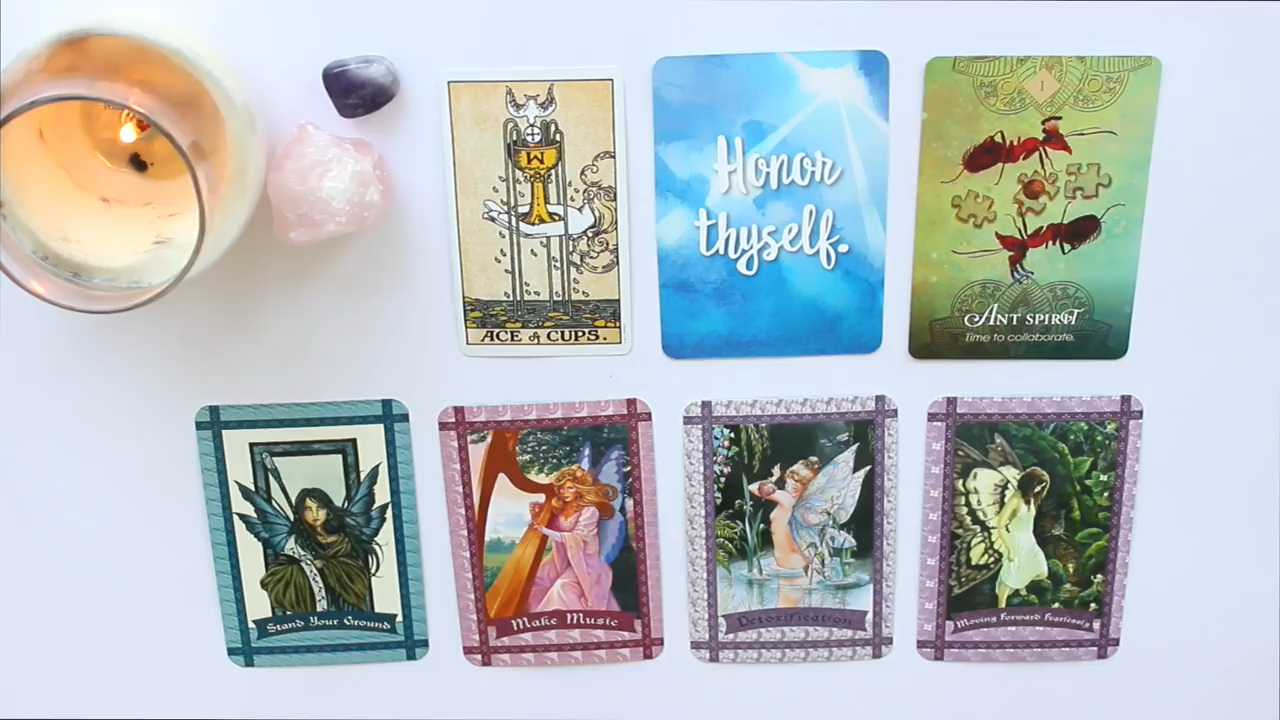 W
ACE of CUPS.
Honor
thyself.
1
ANT SPIRIT
Time to collaborate.
Stand Your Ground
Make Music
Detoxification
Moving Forward Fearlessly